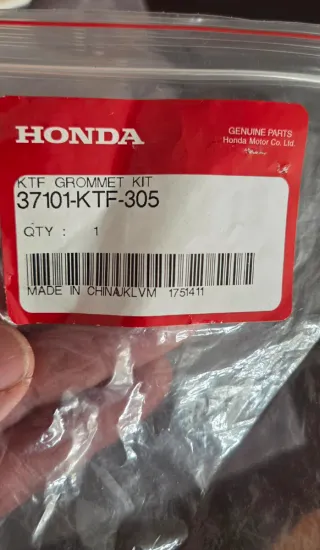 HONDA
GENUINE PARTS
Honda Motor Co. Ltd.
KTF GROMMET KIT
37101-KTF-305
QTY : 1
MADE IN CHINA/KLVM 1751411